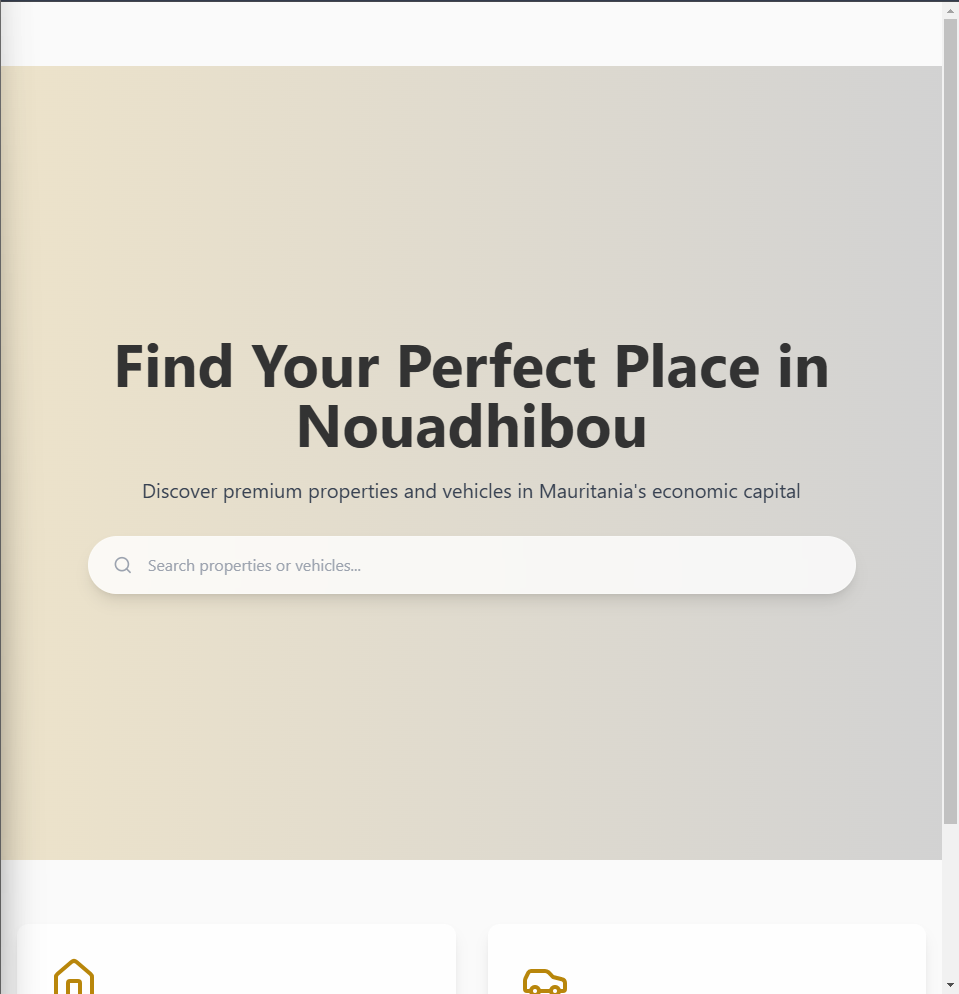 Find Your Perfect Place in
Nouadhibou
Discover premium properties and vehicles in Mauritania's economic capital
Search properties or vehicles...